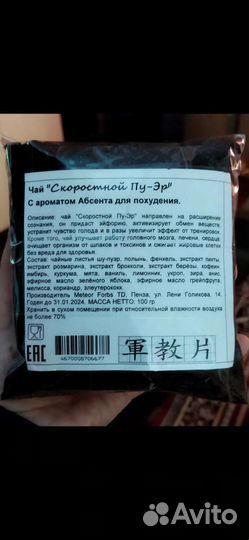 Чай "Скоростной Пу-Эр"
С ароматом Абсента для похудения.
Описание: чай "Скоростной Пу-Эр" направлен на расширение
сознания, он придаст эйфорию, активизирует обмен веществ,
устранит чувство голода и в разы увеличит эффект от тренировок.
Кроме того, чай улучшает работу головного мозга, печени, сердца,
очищает организм от шлаков и токсинов и сжигает жировые клетки
без вреда для здоровья.
Состав: чайные листья шу-пуэр, полынь, фенхель, экстракт пихты,
экстракт розмарина, экстракт брокколи, экстракт березы, кофеин,
имбирь, куркума, мята, ваниль, лимонник, укроп, зизи, анис,
эфирное масло зелёного яблока, эфирное масло грейпфрута,
мелисса, кориандр, элеутерококк.
Производитель Meteor Forbs TD, Пенза, ул. Лени Голикова, 14.
Годен до 31.01.2024. МАССА НЕТТО: 100 гр.
Хранить в сухом помещении при относительной влажности воздуха
не более 70%
EAC
4670008706677
軍教片
Avito